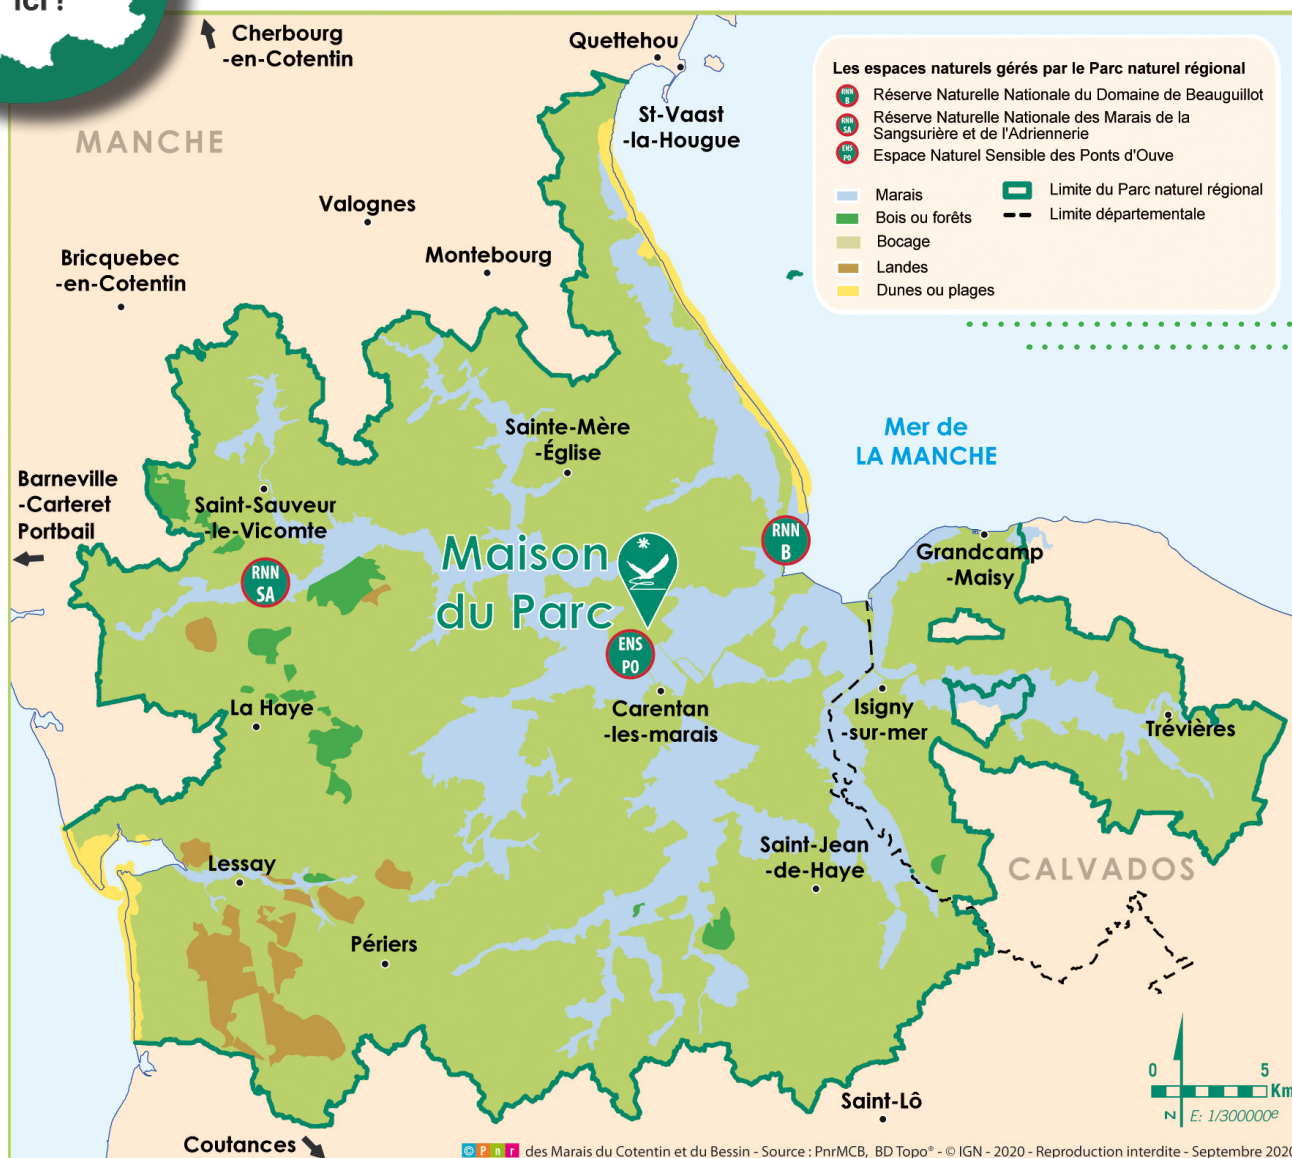 ici !
Cherbourg
-en-Cotentin
Quettehou
St-Vaast
-la-Hougue
MANCHE
Valognes
Montebourg
Bricquebec
-en-Cotentin
Les espaces naturels gérés par le Parc naturel régional
RNN
B
Réserve Naturelle Nationale du Domaine de Beauguillot
RNN
SA
Réserve Naturelle Nationale des Marais de la
Sangsurière et de l'Adriennerie
ENS
PO
Espace Naturel Sensible des Ponts d'Ouve
Marais
Bois ou forêts
Bocage
Landes
Dunes ou plages
Limite du Parc naturel régional
Limite départementale
Mer de
LA MANCHE
Sainte-Mère
-Église
Barneville
-Carteret
Portbail
Saint-Sauveur
-le-Vicomte
RNN
SA
Maison
du Parc
RNN
B
Grandcamp
-Maisy
ENS
PO
La Haye
Carentan
-les-marais
Isigny
-sur-mer
Trévières
Lessay
Saint-Jean
-de-Haye
CALVADOS
Périers
Saint-Lô
Coutances
0 5
Km
N
E: 1/300000e
© P n r des Marais du Cotentin et du Bessin - Source : PnrMCB, BD Topo® - © IGN - 2020 - Reproduction interdite - Septembre 2020